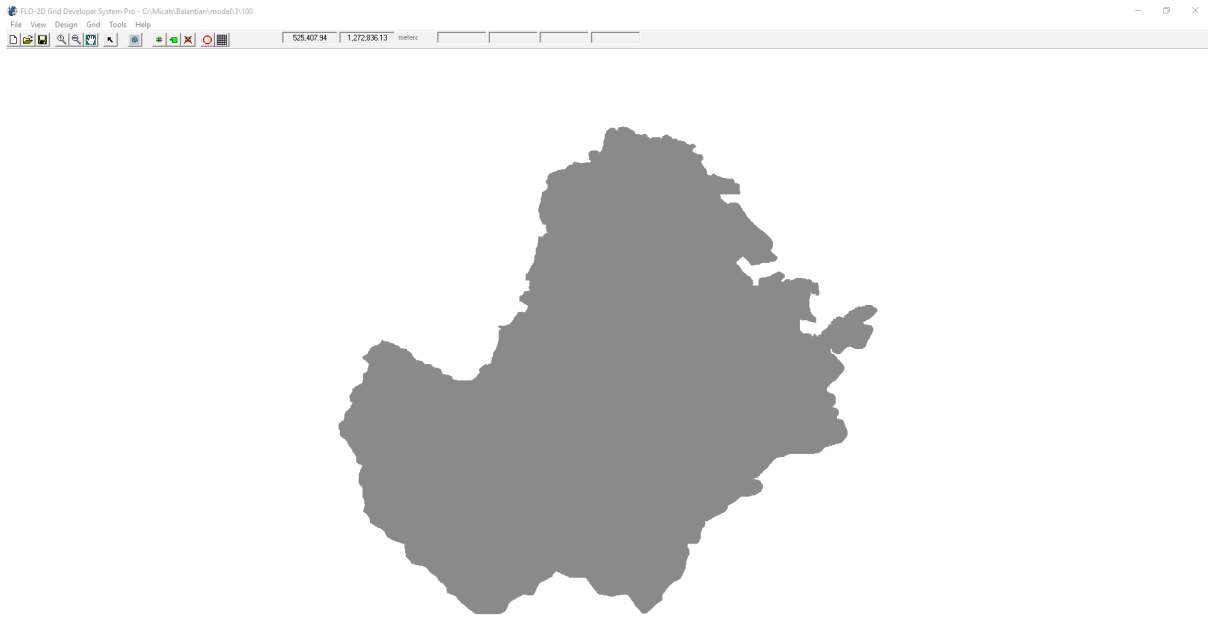 FLO-2D Grid Developer System Pro - C:\Micah\Balantian\model\3\100
File View Design Grid Tools Help
525,407.94 1,272,836.13 meters